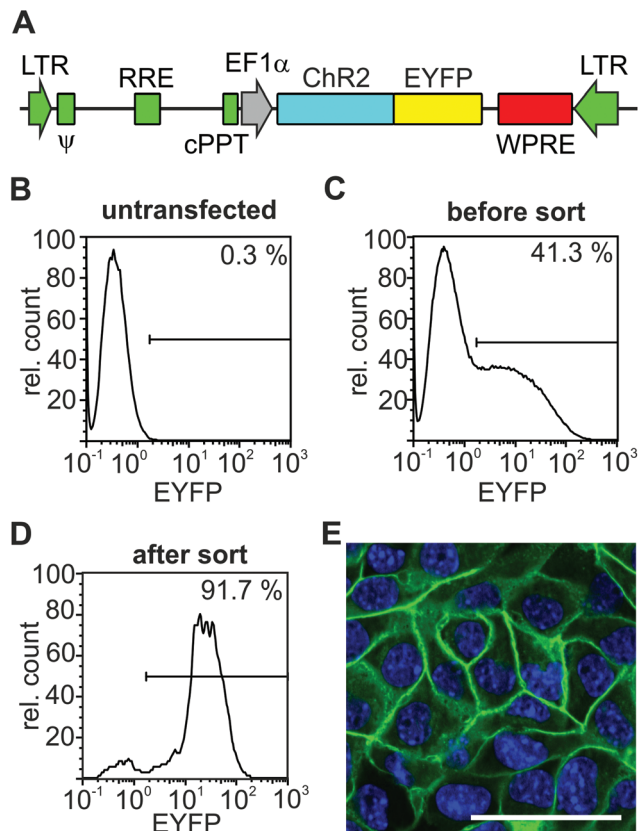 A
LTR RRE EF1α ChR2 EYFP LTR
ψ cPPT WPRE
B untransfected
0.3 %
100
80
60
40
20
rel. count
10-1 100 101 102 103
EYFP
C before sort
41.3 %
100
80
60
40
20
rel. count
10-1 100 101 102 103
EYFP
D after sort
91.7 %
100
80
60
40
20
rel. count
10-1 100 101 102 103
EYFP
E